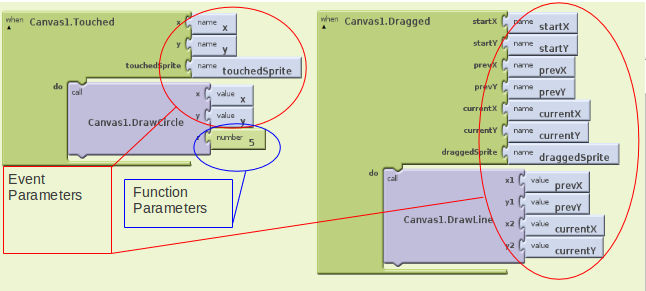 when Canvas1.Touched x name x
y name y
touchedSprite name touchedSprite
do call Canvas1.DrawCircle x value x
y value y
number 5
when Canvas1.Dragged startX name startX
startY name startY
prevX name prevX
prevY name prevY
currentX name currentX
currentY name currentY
draggedSprite name draggedSprite
do call Canvas1.DrawLine x1 value prevX
y1 value prevY
x2 value currentX
y2 value currentY
Event
Parameters
Function
Parameters